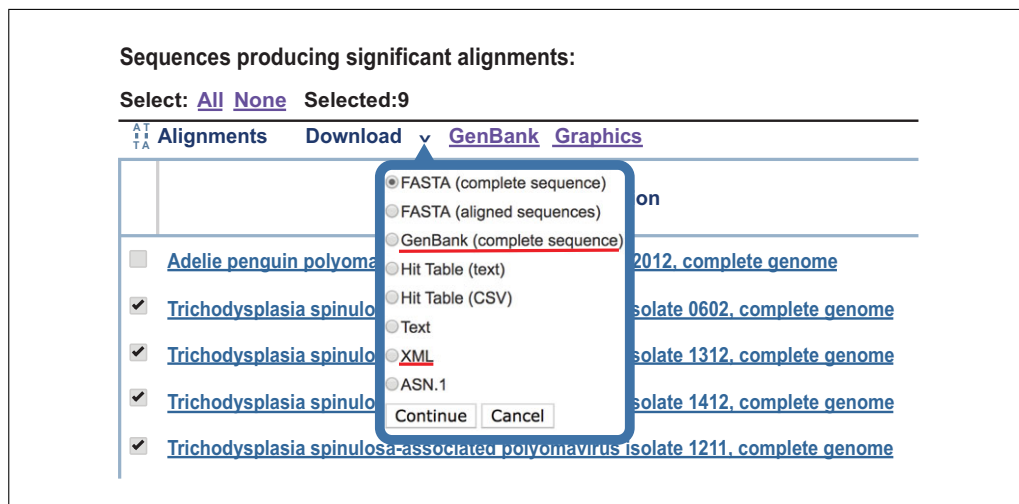 Sequences producing significant alignments:
Select: All None Selected:9
AT
TA
Alignments Download GenBank Graphics
FASTA (complete sequence)
on
FASTA (aligned sequences)
GenBank (complete sequence)
Adelie penguin polyoma 2012, complete genome
Hit Table (text)
Hit Table (CSV)
Trichodysplasia spinulo solate 0602, complete genome
Text
Trichodysplasia spinulo solate 1312, complete genome
XML
ASN.1
Trichodysplasia spinulo solate 1412, complete genome
Continue Cancel
Trichodysplasia spinulosa-associated polyomavirus isolate 1211, complete genome